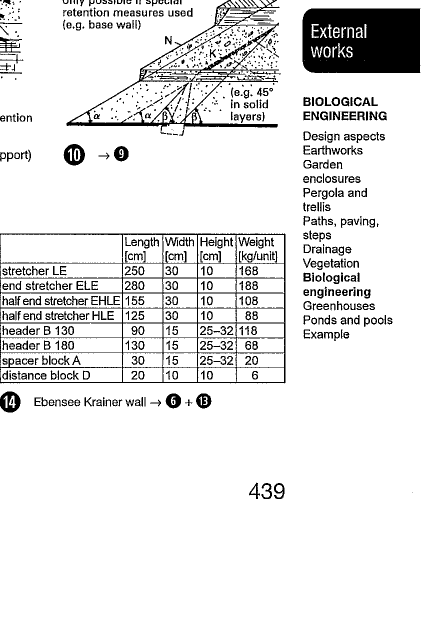 only possible if special
retention measures used
(e.g. base wall)
N
K
(e.g. 45°
in solid
layers)
α α β β
ention
pport)
10 → 9
External
works
BIOLOGICAL
ENGINEERING
Design aspects
Earthworks
Garden
enclosures
Pergola and
trellis
Paths, paving,
steps
Drainage
Vegetation
Biological
engineering
Greenhouses
Ponds and pools
Example
Length Width Height Weight
[cm] [cm] [cm] [kg/unit]
stretcher LE 250 30 10 168
end stretcher ELE 280 30 10 188
half end stretcher EHLE 155 30 10 108
half end stretcher HLE 125 30 10 88
header B 130 90 15 25–32 118
header B 180 130 15 25–32 68
spacer block A 30 15 25–32 20
distance block D 20 10 10 6
14 Ebensee Krainer wall → 6 + 13
439